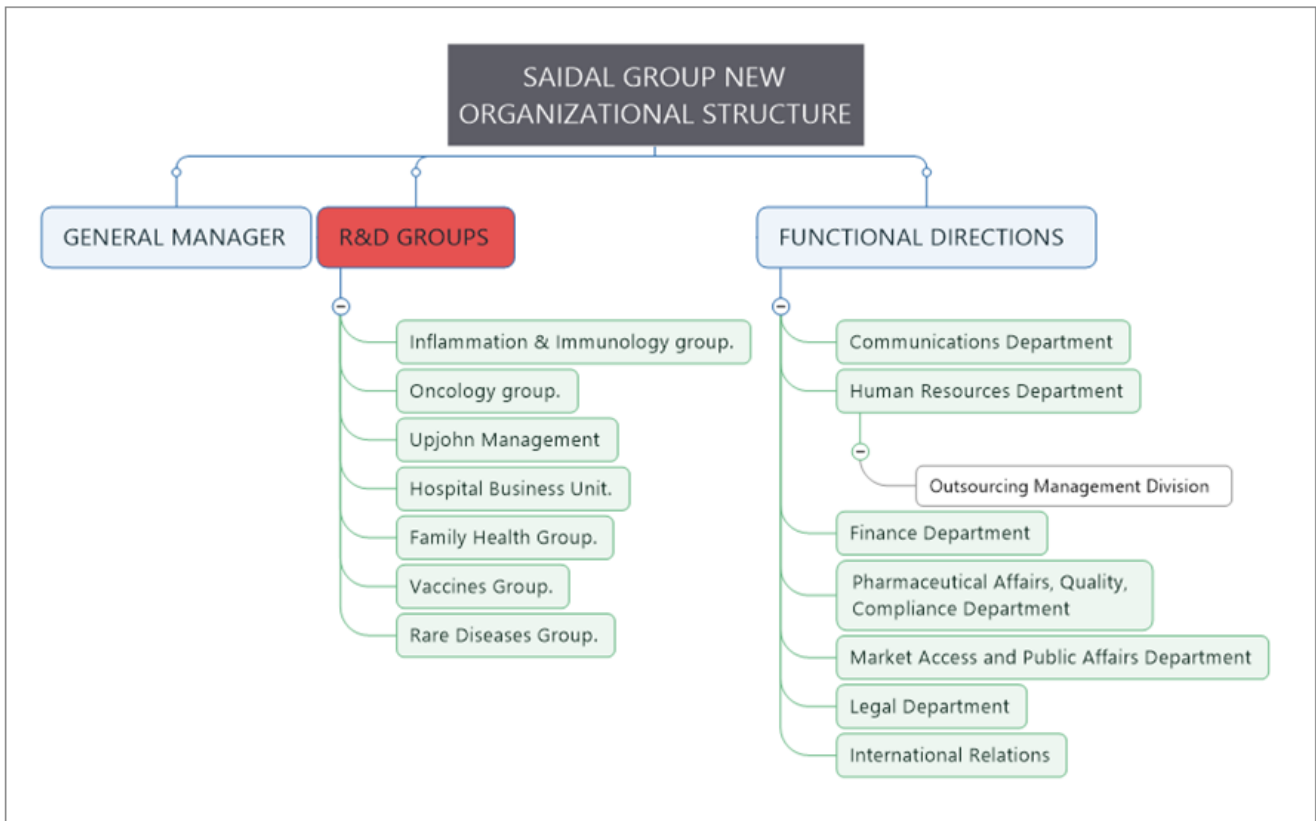 SAIDAL GROUP NEW
ORGANIZATIONAL STRUCTURE
GENERAL MANAGER
R&D GROUPS
FUNCTIONAL DIRECTIONS
Inflammation & Immunology group.
Oncology group.
Upjohn Management
Hospital Business Unit.
Family Health Group.
Vaccines Group.
Rare Diseases Group.
Communications Department
Human Resources Department
Outsourcing Management Division
Finance Department
Pharmaceutical Affairs, Quality,
Compliance Department
Market Access and Public Affairs Department
Legal Department
International Relations